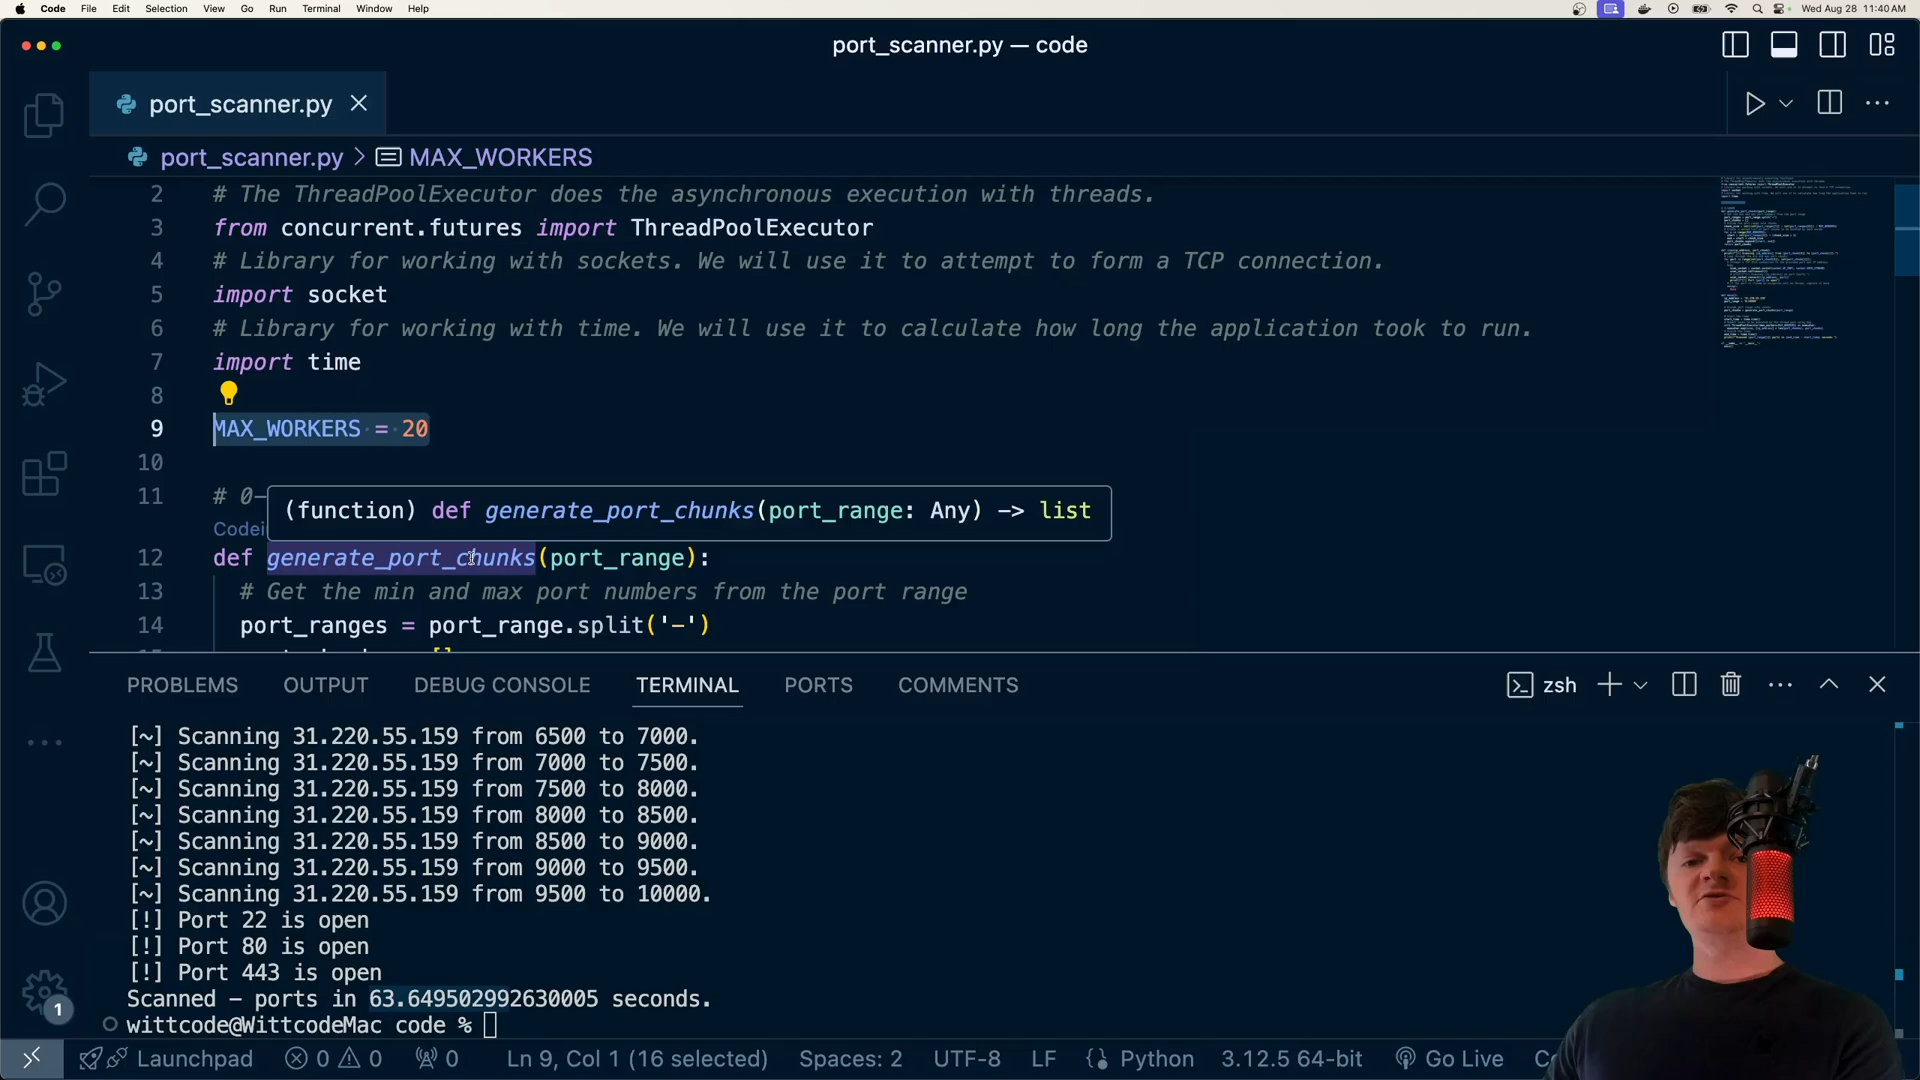 Code File Edit Selection View Go Run Terminal Window Help Wed Aug 28 11:40 AM
port_scanner.py — code
port_scanner.py
port_scanner.py > MAX_WORKERS
2 # The ThreadPoolExecutor does the asynchronous execution with threads.
3 from concurrent.futures import ThreadPoolExecutor
4 # Library for working with sockets. We will use it to attempt to form a TCP connection.
5 import socket
6 # Library for working with time. We will use it to calculate how long the application took to run.
7 import time
8
9 MAX_WORKERS = 20
10
11 # 0-
(function) def generate_port_chunks(port_range: Any) -> list
Codei
12 def generate_port_chunks(port_range):
13 # Get the min and max port numbers from the port range
14 port_ranges = port_range.split('-')
PROBLEMS OUTPUT DEBUG CONSOLE TERMINAL PORTS COMMENTS zsh
[~] Scanning 31.220.55.159 from 6500 to 7000.
[~] Scanning 31.220.55.159 from 7000 to 7500.
[~] Scanning 31.220.55.159 from 7500 to 8000.
[~] Scanning 31.220.55.159 from 8000 to 8500.
[~] Scanning 31.220.55.159 from 8500 to 9000.
[~] Scanning 31.220.55.159 from 9000 to 9500.
[~] Scanning 31.220.55.159 from 9500 to 10000.
[!] Port 22 is open
[!] Port 80 is open
[!] Port 443 is open
Scanned - ports in 63.649502992630005 seconds.
wittcode@WittcodeMac code %
1
Launchpad 0 0 0 Ln 9, Col 1 (16 selected) Spaces: 2 UTF-8 LF Python 3.12.5 64-bit Go Live